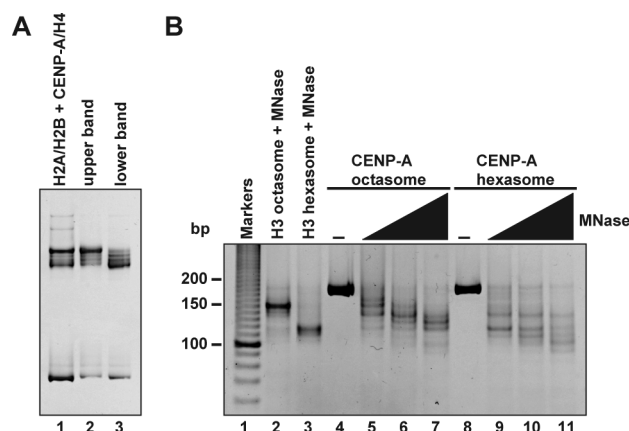 A
H2A/H2B + CENP-A/H4
upper band
lower band
1 2 3
B
Markers
H3 octasome + MNase
H3 hexasome + MNase
CENP-A
octasome
CENP-A
hexasome
MNase
– –
bp
200
150
100
1 2 3 4 5 6 7 8 9 10 11